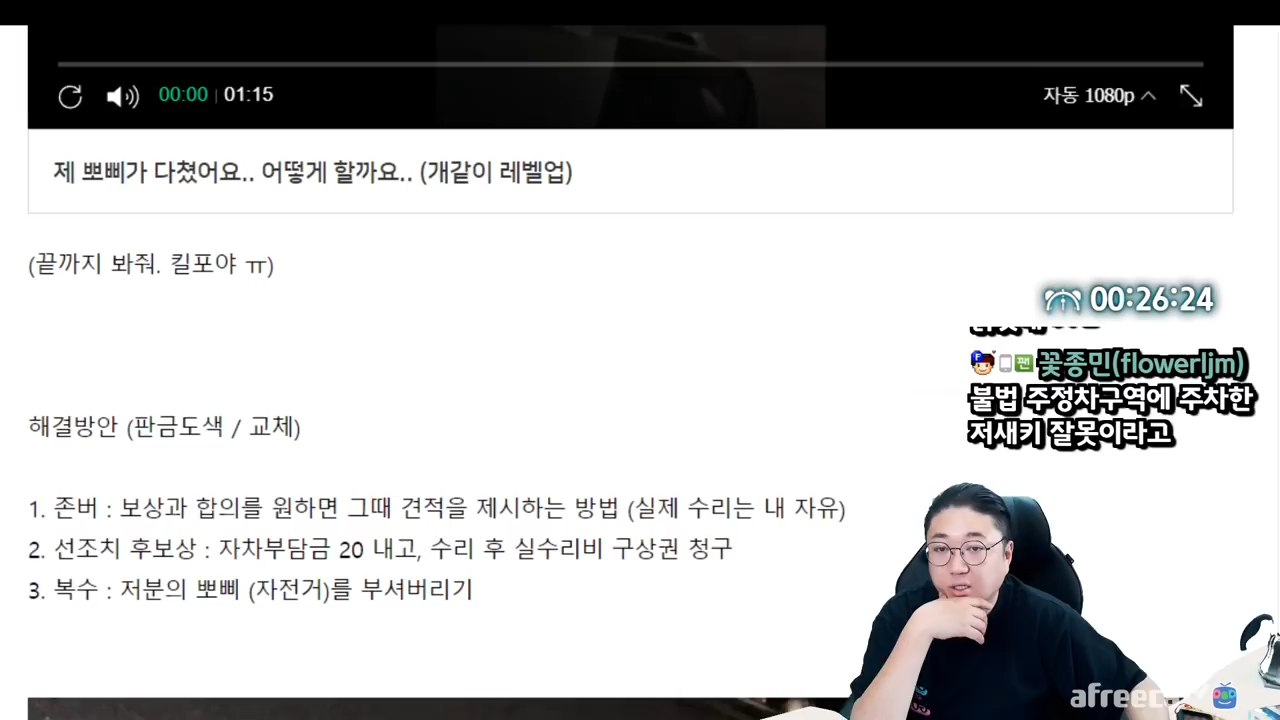 00:00 | 01:15
자동 1080p
제 뽀삐가 다쳤어요.. 어떻게 할까요.. (개같이 레벨업)
(끝까지 봐줘. 킬포야 ㅠ)
00:26:24
팬 꽃종민(flowerljm)
불법 주정차구역에 주차한
저새키 잘못이라고
해결방안 (판금도색 / 교체)
1. 존버 : 보상과 합의를 원하면 그때 견적을 제시하는 방법 (실제 수리는 내 자유)
2. 선조치 후보상 : 자차부담금 20 내고, 수리 후 실수리비 구상권 청구
3. 복수 : 저분의 뽀삐 (자전거)를 부셔버리기